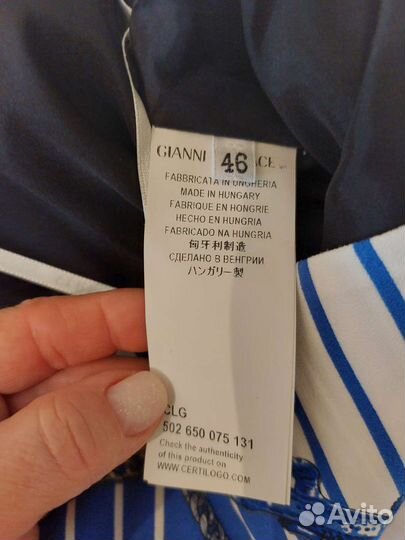 GIANNI 46 ACE
FABBRICATA IN UNGHERIA
MADE IN HUNGARY
FABRIQUE EN HONGRIE
HECHO EN HUNGRIA
FABRICADO NA HUNGRIA
匈牙利制造
СДЕЛАНО В ВЕНГРИИ
ハンガリー製
CLG
502 650 075 131
Check the authenticity
of this product on
WWW.CERTILOGO.COM
Avito